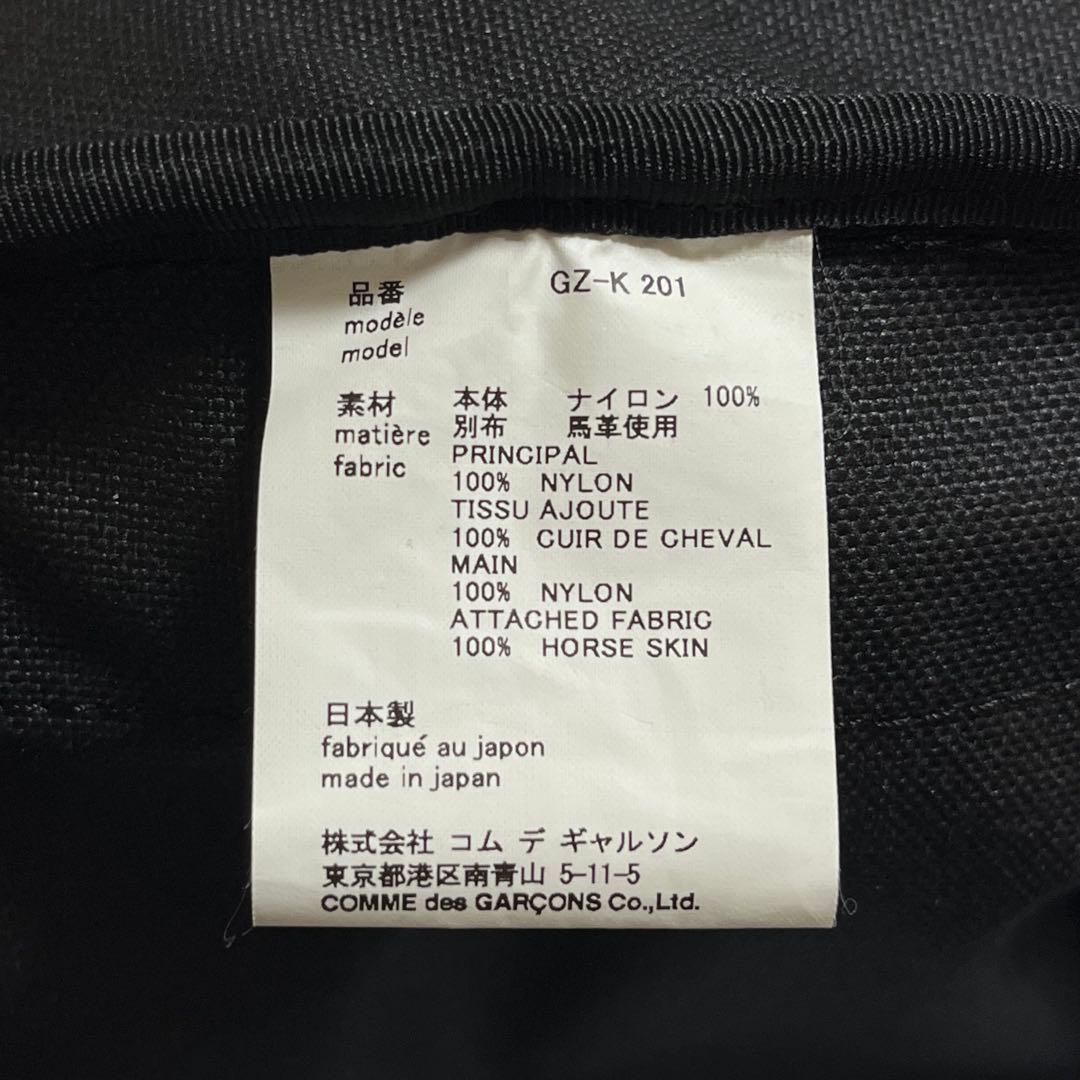 品番 GZ-K 201
modèle
model
素材 本体 ナイロン 100%
matière 別布 馬革使用
fabric PRINCIPAL
100% NYLON
TISSU AJOUTE
100% CUIR DE CHEVAL
MAIN
100% NYLON
ATTACHED FABRIC
100% HORSE SKIN
日本製
fabriqué au japon
made in japan
株式会社 コム デ ギャルソン
東京都港区南青山 5-11-5
COMME des GARÇONS Co.,Ltd.